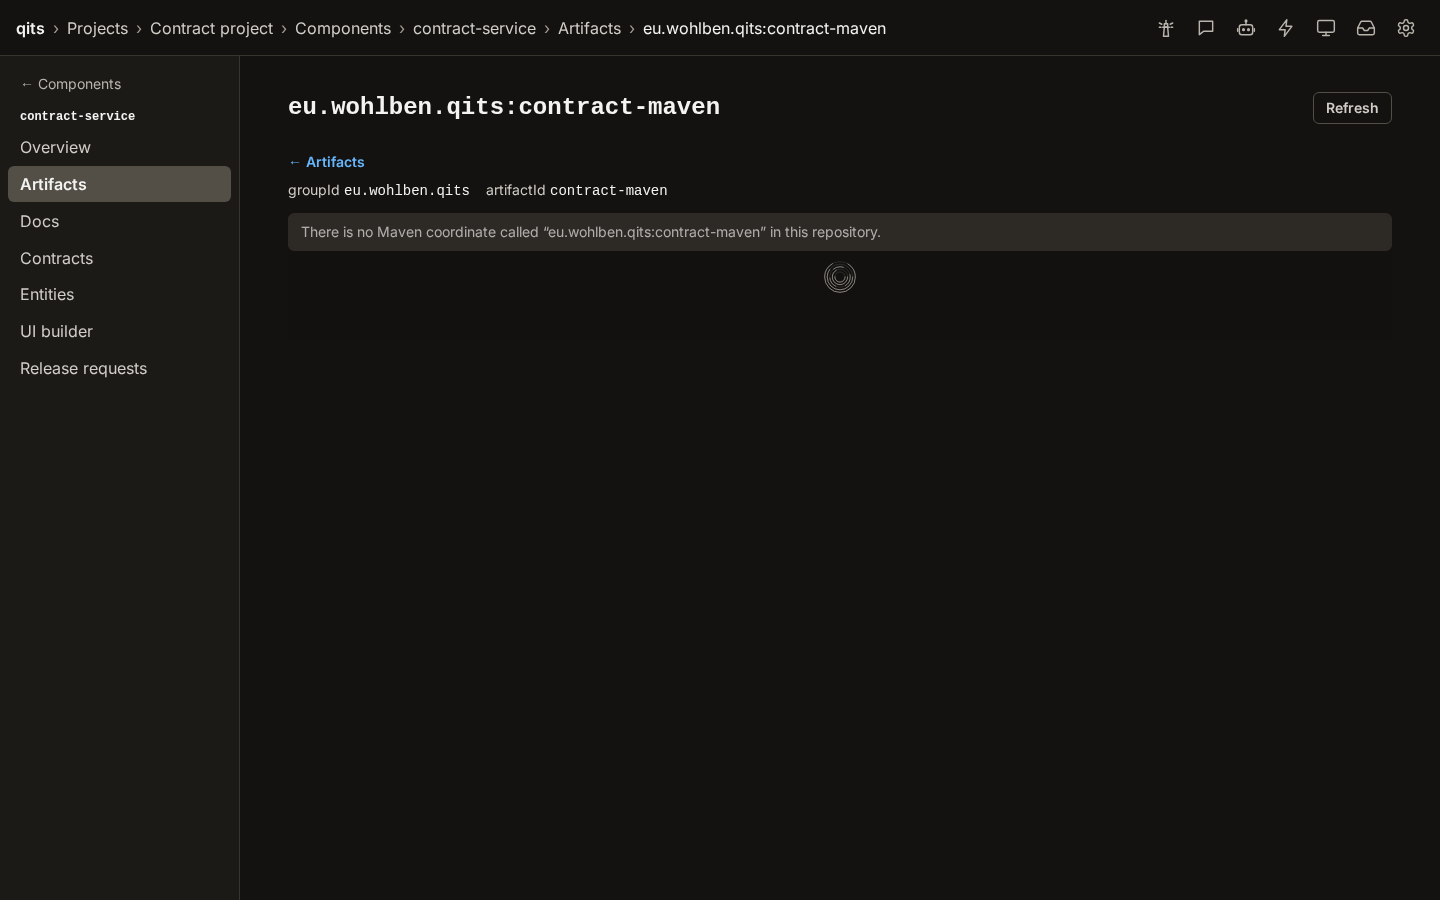 qits › Projects › Contract project › Components › contract-service › Artifacts › eu.wohlben.qits:contract-maven
← Components
contract-service
Overview
Artifacts
Docs
Contracts
Entities
UI builder
Release requests
eu.wohlben.qits:contract-maven
Refresh
← Artifacts
groupId eu.wohlben.qits artifactId contract-maven
There is no Maven coordinate called “eu.wohlben.qits:contract-maven” in this repository.